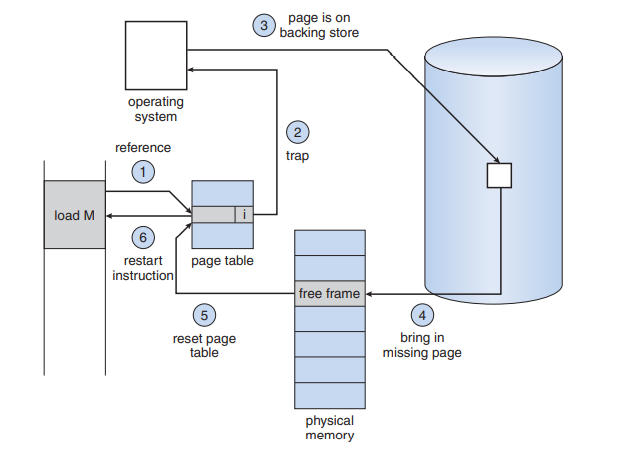 3
page is on
backing store
operating
system
2
trap
reference
1
load M
i
6
restart
instruction
page table
free frame
5
reset page
table
4
bring in
missing page
physical
memory